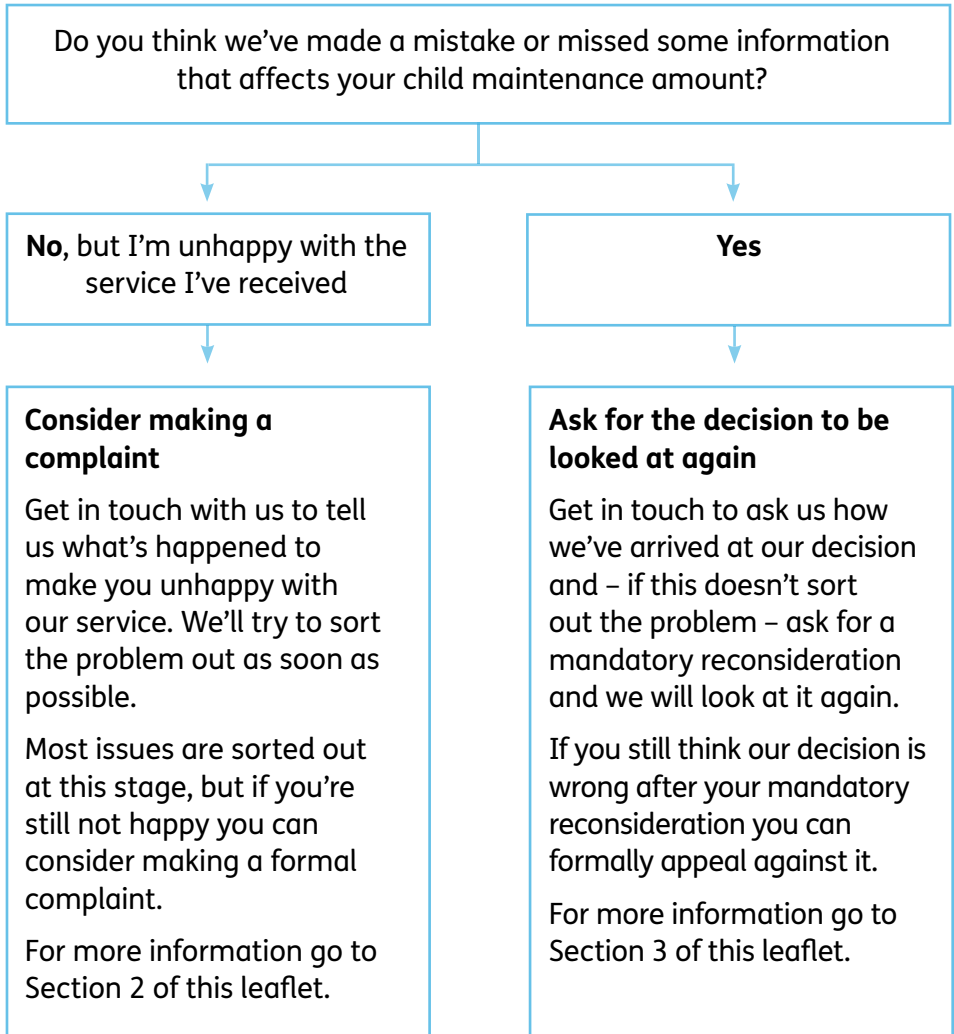 Do you think we’ve made a mistake or missed some information
that affects your child maintenance amount?
No, but I’m unhappy with the
service I’ve received
Yes
Consider making a
complaint
Get in touch with us to tell
us what’s happened to
make you unhappy with
our service. We’ll try to sort
the problem out as soon as
possible.
Most issues are sorted out
at this stage, but if you’re
still not happy you can
consider making a formal
complaint.
For more information go to
Section 2 of this leaflet.
Ask for the decision to be
looked at again
Get in touch to ask us how
we’ve arrived at our decision
and – if this doesn’t sort
out the problem – ask for a
mandatory reconsideration
and we will look at it again.
If you still think our decision is
wrong after your mandatory
reconsideration you can
formally appeal against it.
For more information go to
Section 3 of this leaflet.